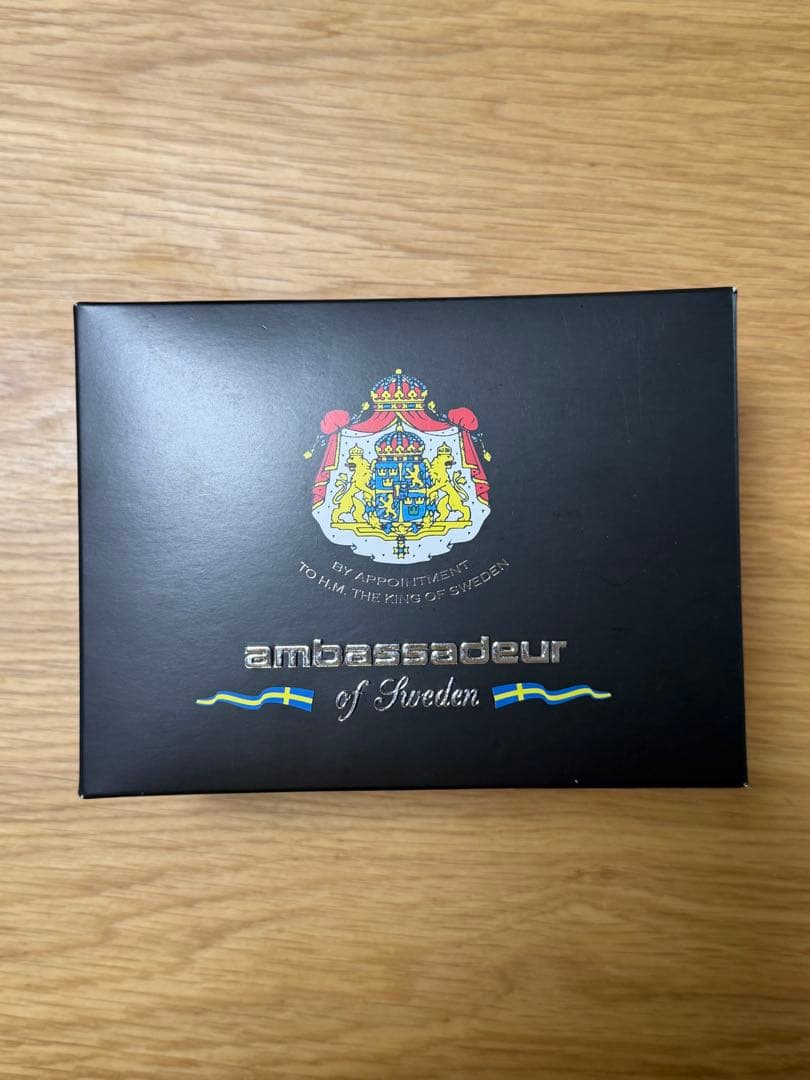 BY APPOINTMENT
TO H.M. THE KING OF SWEDEN
ambassadeur
of Sweden